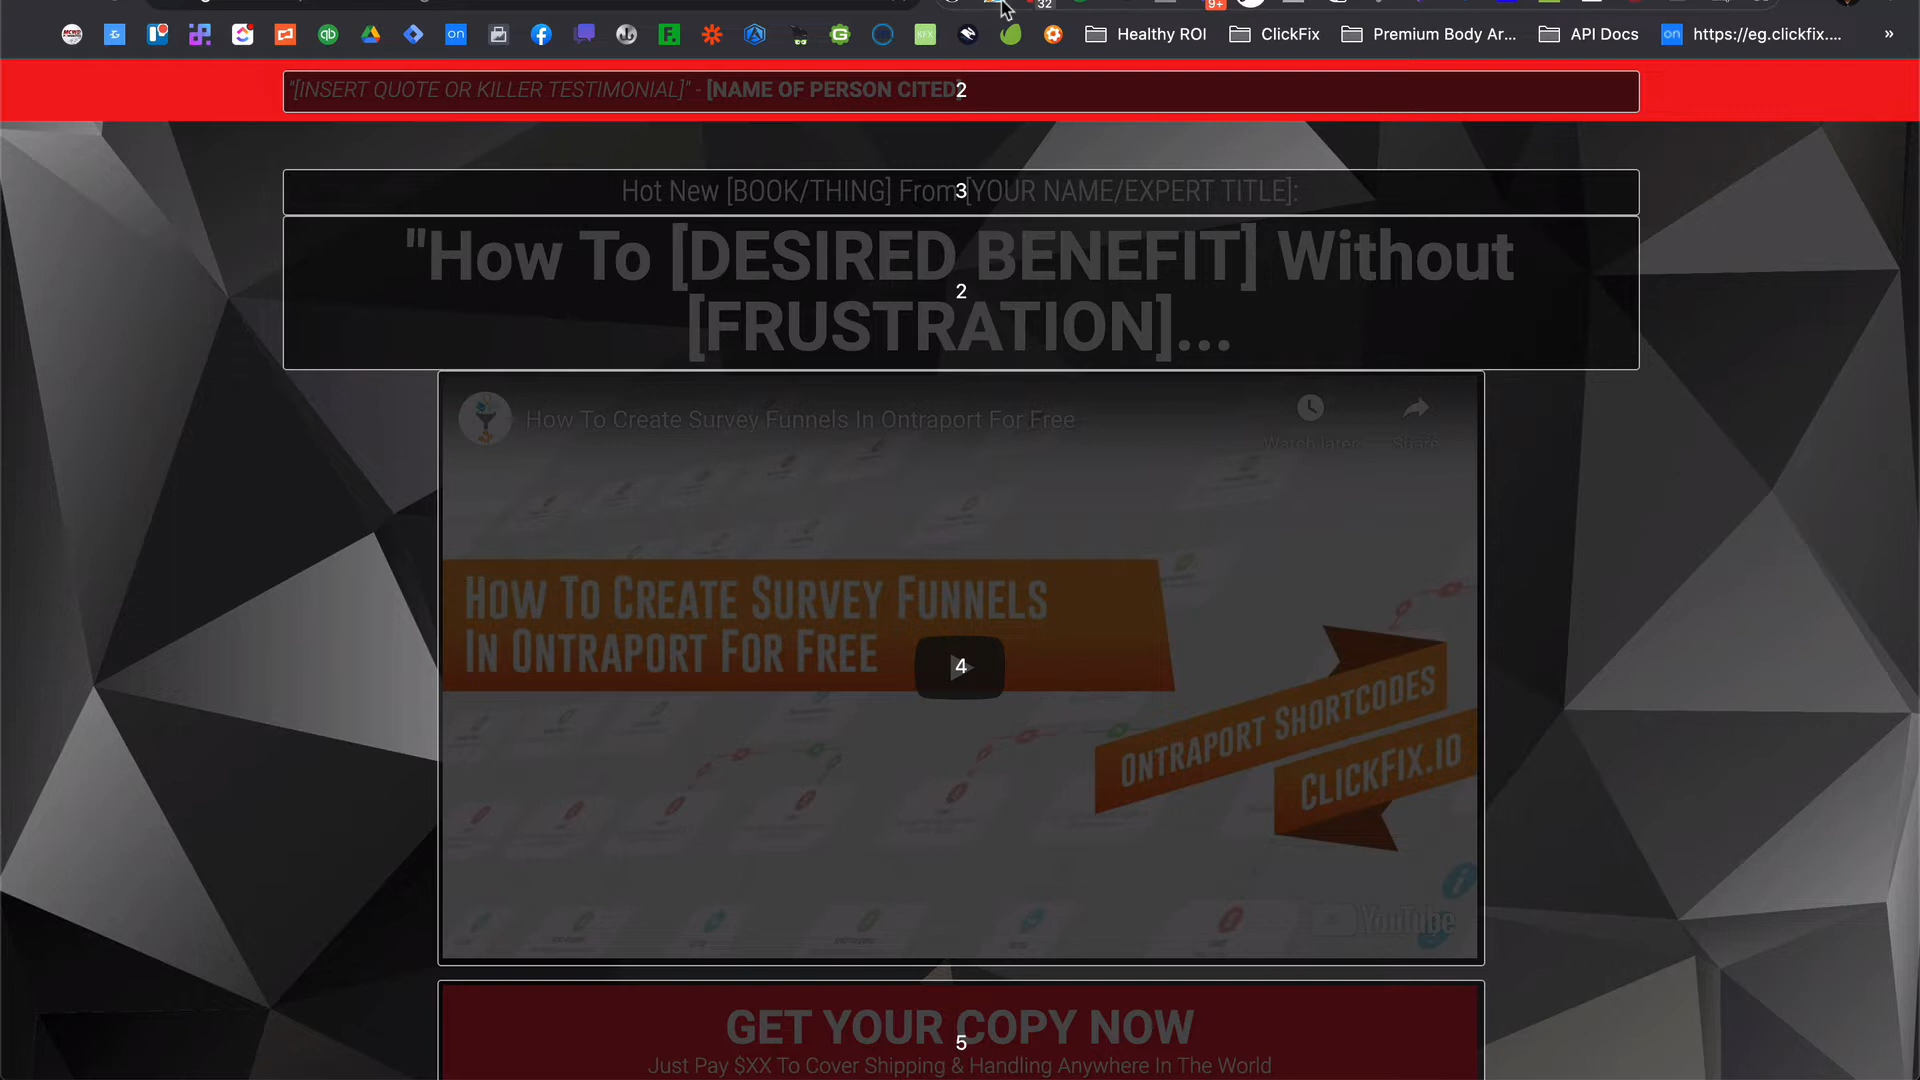 32
9+
Healthy ROI
ClickFix
Premium Body Ar...
API Docs
https://eg.clickfix....
»
"[INSERT QUOTE OR KILLER TESTIMONIAL]" - [NAME OF PERSON CITED]
2
Hot New [BOOK/THING] From [YOUR NAME/EXPERT TITLE]:
3
"How To [DESIRED BENEFIT] Without
[FRUSTRATION]...
2
How To Create Survey Funnels In Ontraport For Free
Watch later
Share
HOW TO CREATE SURVEY FUNNELS
IN ONTRAPORT FOR FREE
4
ONTRAPORT SHORTCODES
CLICKFIX.IO
YouTube
GET YOUR COPY NOW
5
Just Pay $XX To Cover Shipping & Handling Anywhere In The World